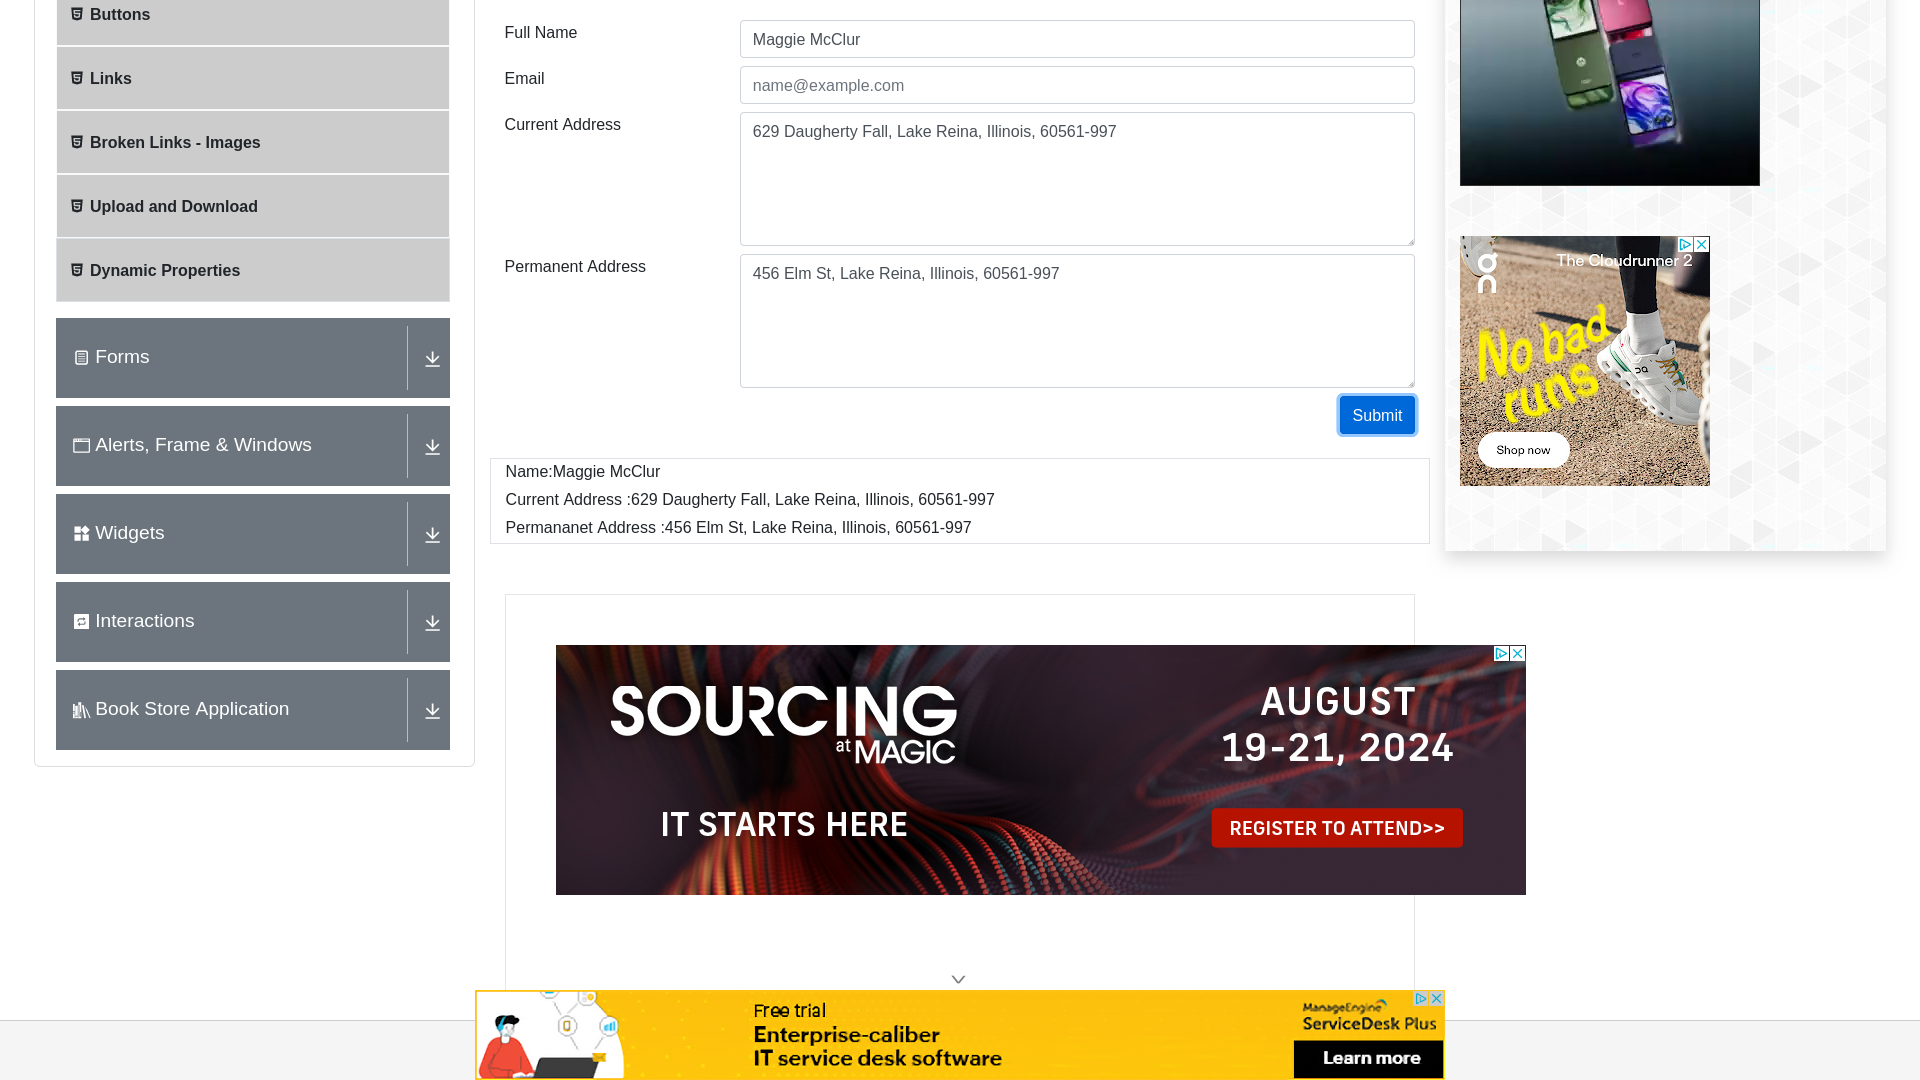 Buttons
Links
Broken Links - Images
Upload and Download
Dynamic Properties
Forms
Alerts, Frame & Windows
Widgets
Interactions
Book Store Application
Full Name
Maggie McClur
Email
name@example.com
Current Address
629 Daugherty Fall, Lake Reina, Illinois, 60561-997
Permanent Address
456 Elm St, Lake Reina, Illinois, 60561-997
Submit
Name:Maggie McClur
Current Address :629 Daugherty Fall, Lake Reina, Illinois, 60561-997
Permananet Address :456 Elm St, Lake Reina, Illinois, 60561-997
The Cloudrunner 2
No bad
runs
Shop now
SOURCING
at MAGIC
IT STARTS HERE
AUGUST
19-21, 2024
REGISTER TO ATTEND>>
Free trial
Enterprise-caliber
IT service desk software
ManageEngine
ServiceDesk Plus
Learn more